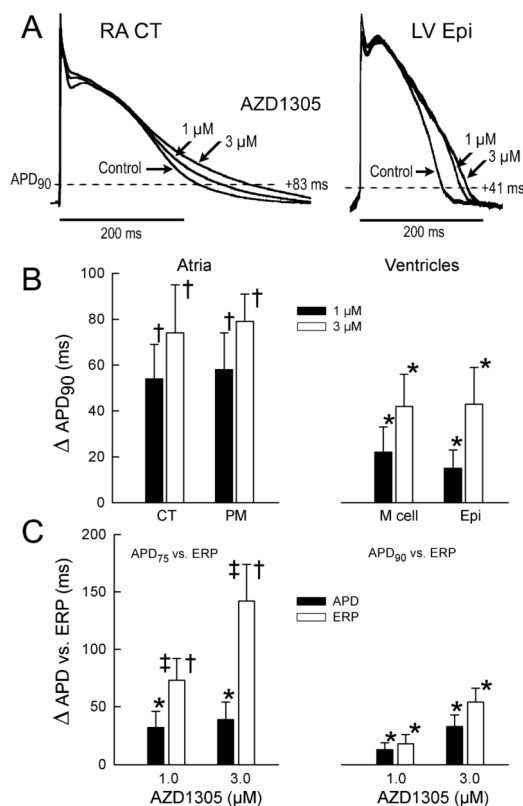 A
RA CT
LV Epi
AZD1305
1 µM
3 µM
Control
APD90
+83 ms
200 ms
1 µM
3 µM
Control
+41 ms
200 ms
B
Atria
Ventricles
Δ APD90 (ms)
100
80
60
40
20
0
† † † †
CT PM
1 µM
3 µM
* * * *
M cell Epi
C
Δ APD vs. ERP (ms)
200
150
100
50
0
APD75 vs. ERP
* ‡ † * ‡ †
1.0 3.0
AZD1305 (µM)
APD90 vs. ERP
APD
ERP
* * * *
1.0 3.0
AZD1305 (µM)